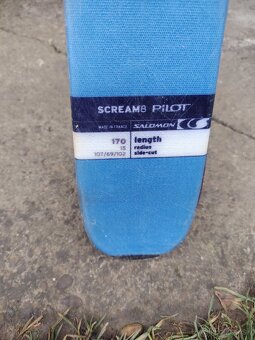 SCREAM8 PILOT
MADE IN FRANCE SALOMON
170 length
15 radius
107/69/102 side-cut